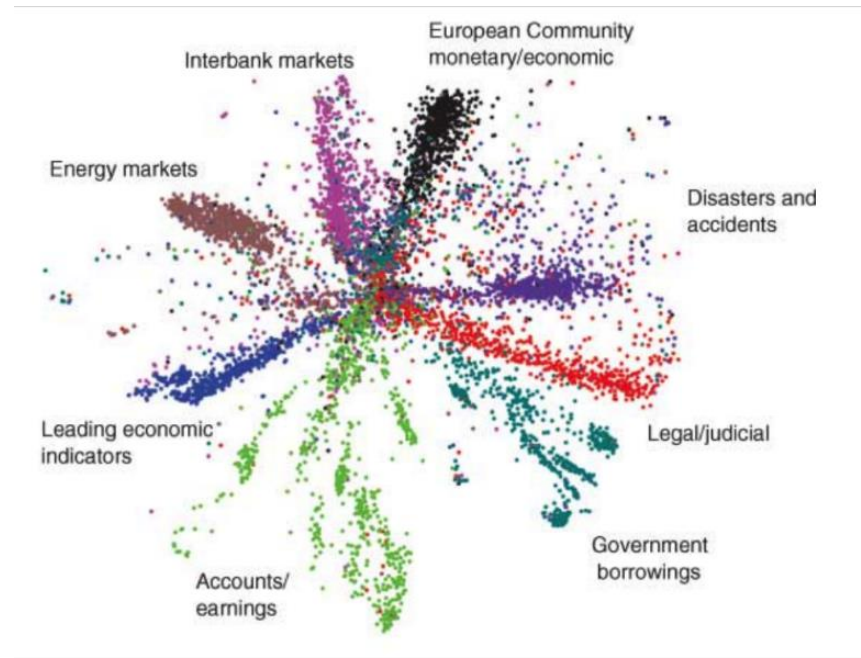 European Community
monetary/economic
Interbank markets
Energy markets
Disasters and
accidents
Leading economic
indicators
Legal/judicial
Government
borrowings
Accounts/
earnings